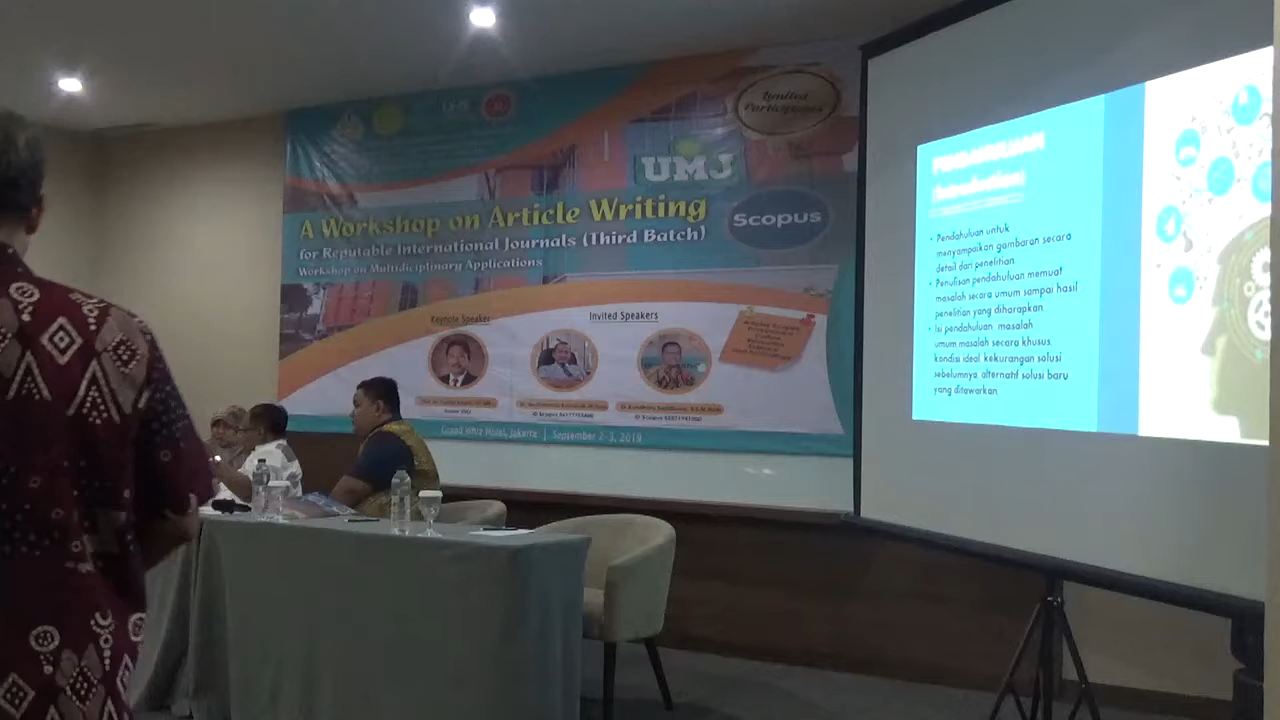 Limited
Participants
UMJ
A Workshop on Article Writing
for Reputable International Journals (Third Batch)
Workshop on Multidiciplinary Applications
Scopus
Keynote Speaker
Invited Speakers
Grand Whiz Hotel, Jakarta | September 2-3, 2019
PENDAHULUAN
Introduction
• Pendahuluan untuk
menyampaikan gambaran secara
detail dari penelitian.
• Penulisan pendahuluan memuat
masalah secara umum sampai hasil
penelitian yang diharapkan
• Isi pendahuluan masalah
umum masalah secara khusus,
kondisi ideal kekurangan solusi
sebelumnya, alternatif solusi baru
yang ditawarkan